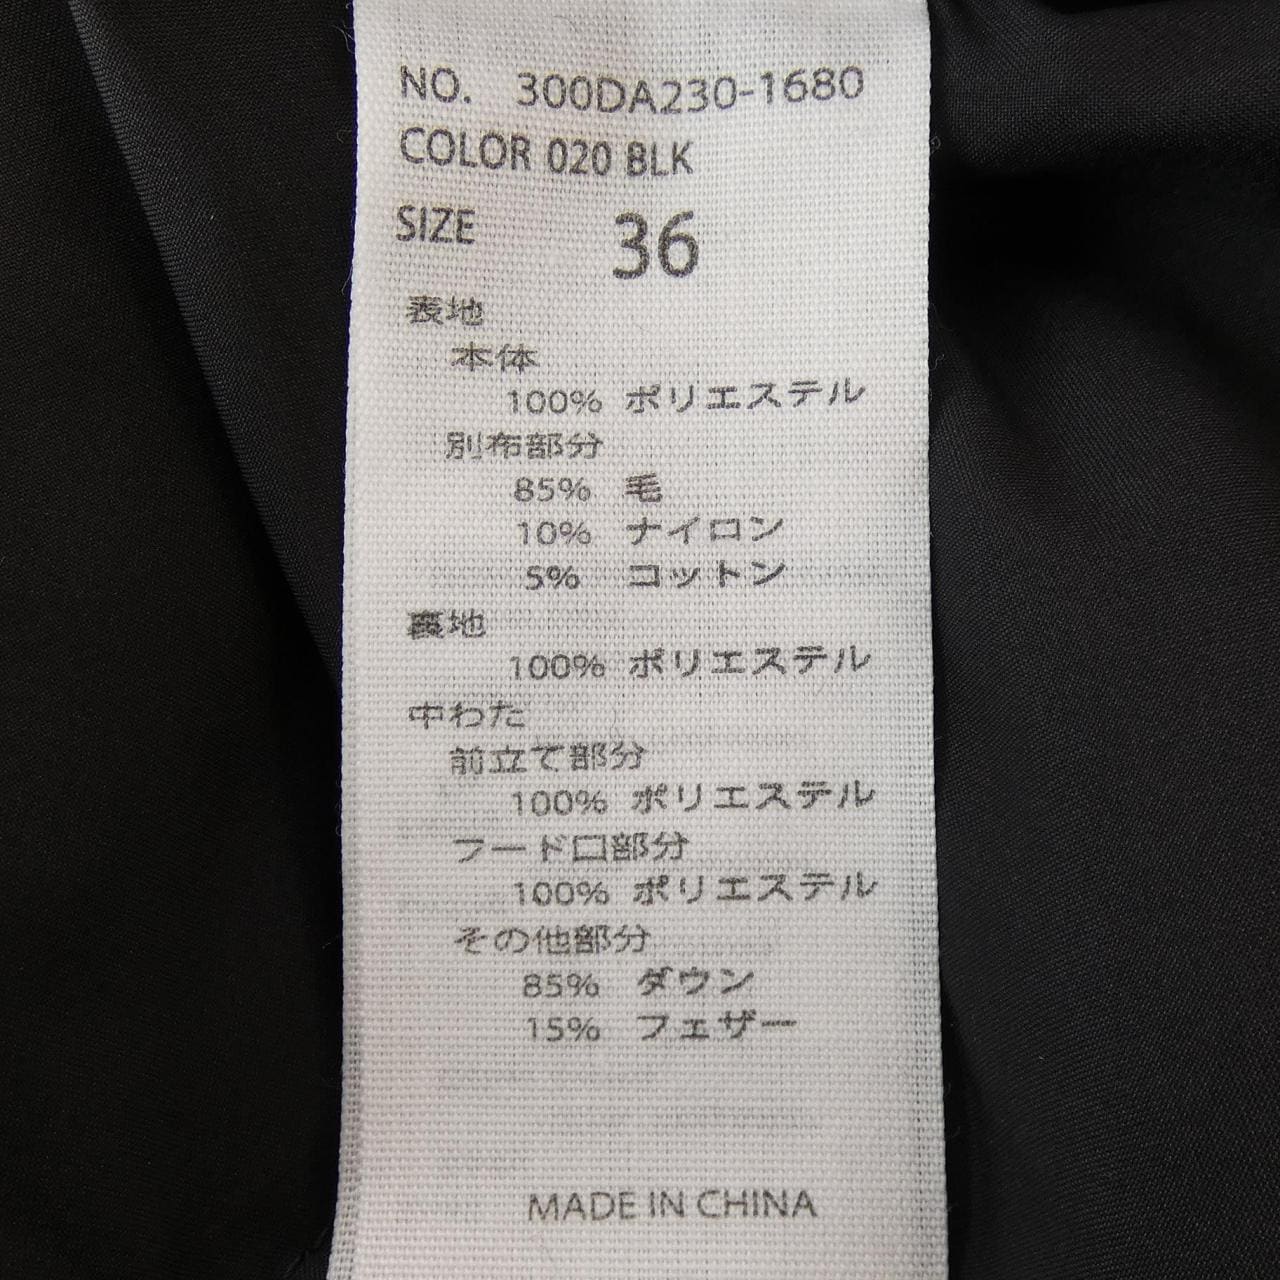 NO. 300DA230-1680
COLOR 020 BLK
SIZE 36
表地
本体
100% ポリエステル
別布部分
85% 毛
10% ナイロン
5% コットン
裏地
100% ポリエステル
中わた
前立て部分
100% ポリエステル
フード口部分
100% ポリエステル
その他部分
85% ダウン
15% フェザー
MADE IN CHINA